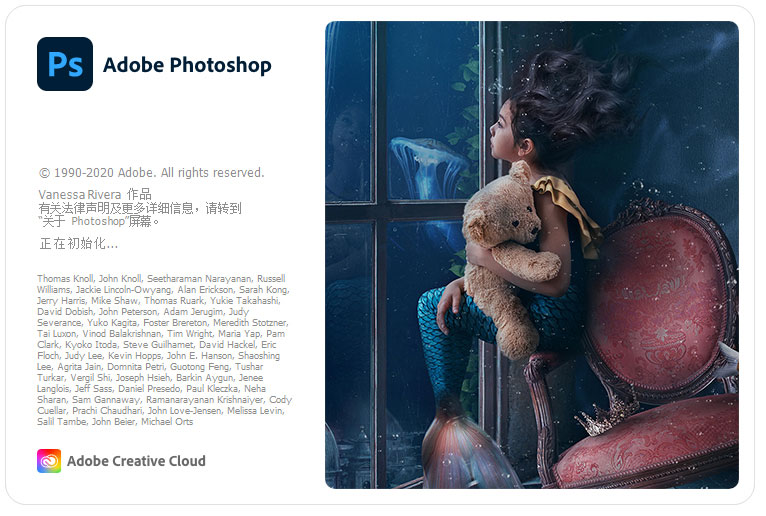 Ps Adobe Photoshop
© 1990-2020 Adobe. All rights reserved.
Vanessa Rivera 作品
有关法律声明及更多详细信息，请转到
"关于 Photoshop"屏幕。
正在初始化...
Thomas Knoll, John Knoll, Seetharaman Narayanan, Russell
Williams, Jackie Lincoln-Owyang, Alan Erickson, Sarah Kong,
Jerry Harris, Mike Shaw, Thomas Ruark, Yukie Takahashi,
David Dobish, John Peterson, Adam Jerugim, Judy
Severance, Yuko Kagita, Foster Brereton, Meredith Stotzner,
Tai Luxon, Vinod Balakrishnan, Tim Wright, Maria Yap, Pam
Clark, Kyoko Itoda, Steve Guilhamet, David Hackel, Eric
Floch, Judy Lee, Kevin Hopps, John E. Hanson, Shaoshing
Lee, Agrita Jain, Domnita Petri, Guotong Feng, Tushar
Turkar, Vergil Shi, Joseph Hsieh, Barkin Aygun, Jenee
Langlois, Jeff Sass, Daniel Presedo, Paul Kleczka, Neha
Sharan, Sam Gannaway, Ramanarayanan Krishnaiyer, Cody
Cuellar, Prachi Chaudhari, John Love-Jensen, Melissa Levin,
Salil Tambe, John Beier, Michael Orts
Adobe Creative Cloud